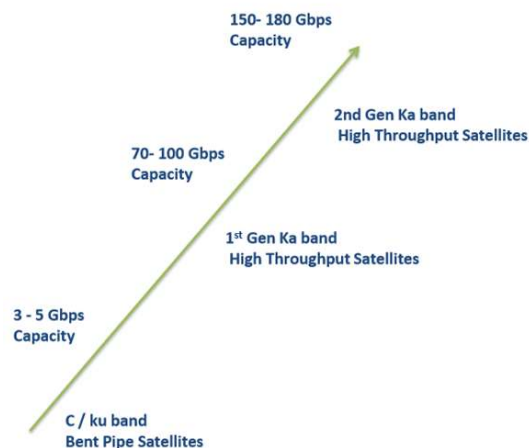 150- 180 Gbps
Capacity
2nd Gen Ka band
High Throughput Satellites
70- 100 Gbps
Capacity
1st Gen Ka band
High Throughput Satellites
3 - 5 Gbps
Capacity
C / ku band
Bent Pipe Satellites